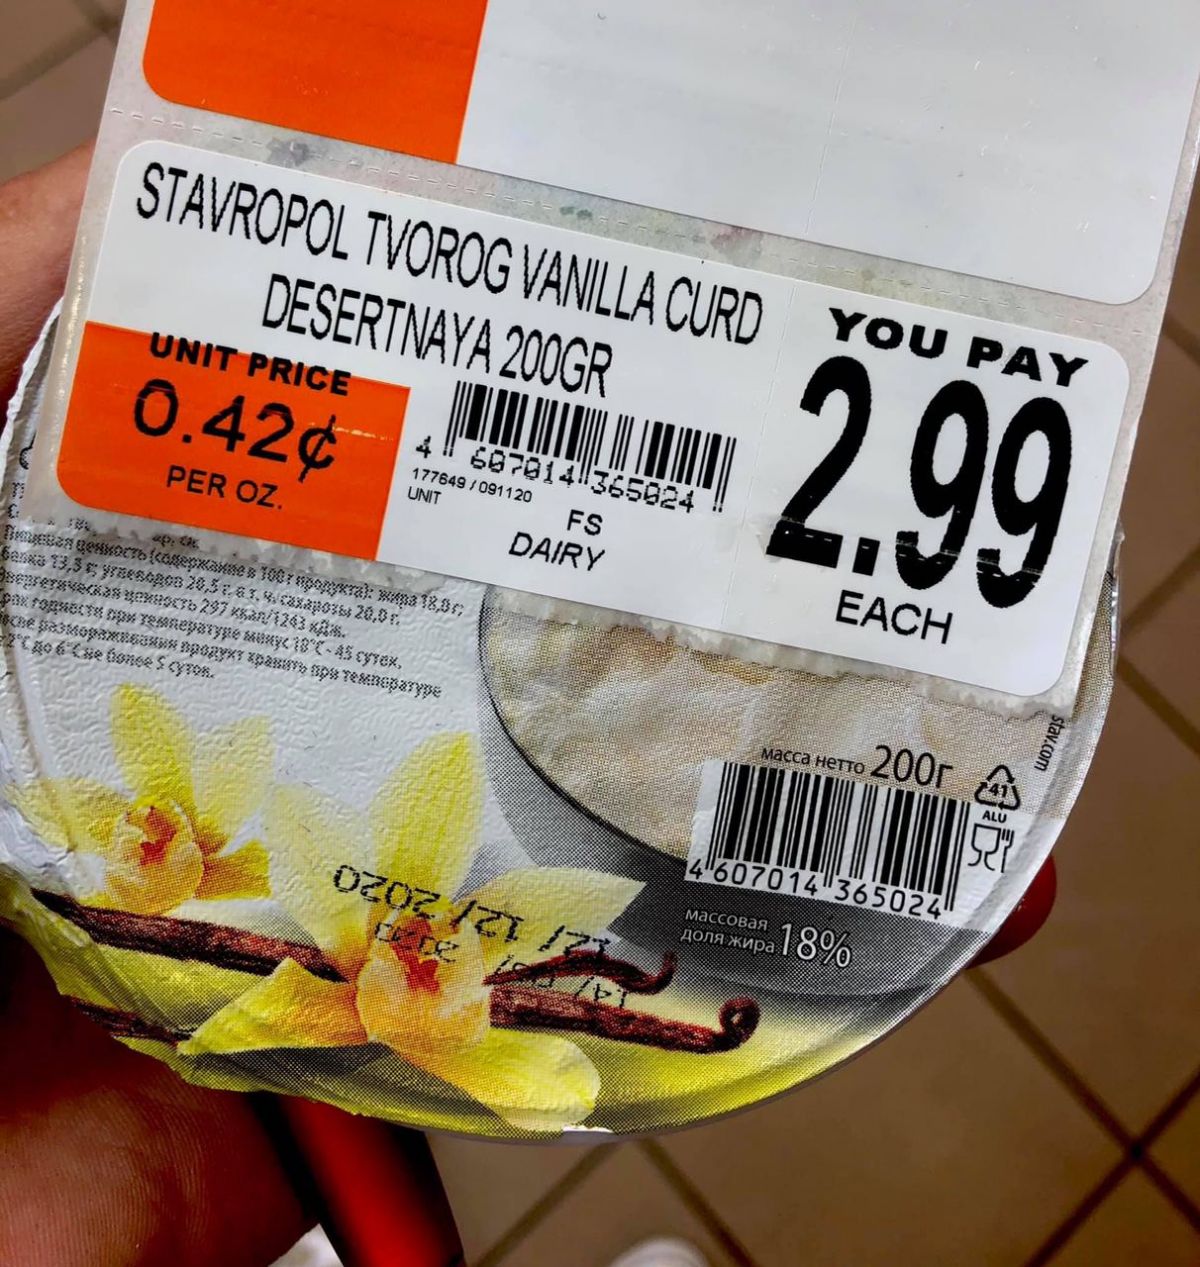 STAVROPOL TVOROG VANILLA CURD
DESERTNAYA 200GR
UNIT PRICE
0.42¢
PER OZ.
4 607014 365024
177649 / 091120
UNIT
FS
DAIRY
YOU PAY
2.99
EACH
Пищевая ценность (содержание в 100 г продукта): жира 18,0 г;
белка 13,3 г; углеводов 20,5 г, в т. ч. сахарозы 20,0 г.
Энергетическая ценность 297 ккал/1243 кДж.
годности при температуре минус 18°С - 45 суток.
размораживания продукт хранить при температуре
2°С до 6°С не более 5 суток.
stav.com
масса нетто 200г
41
ALU
4 607014 365024
массовая
доля жира 18%
12/ 12/ 2020